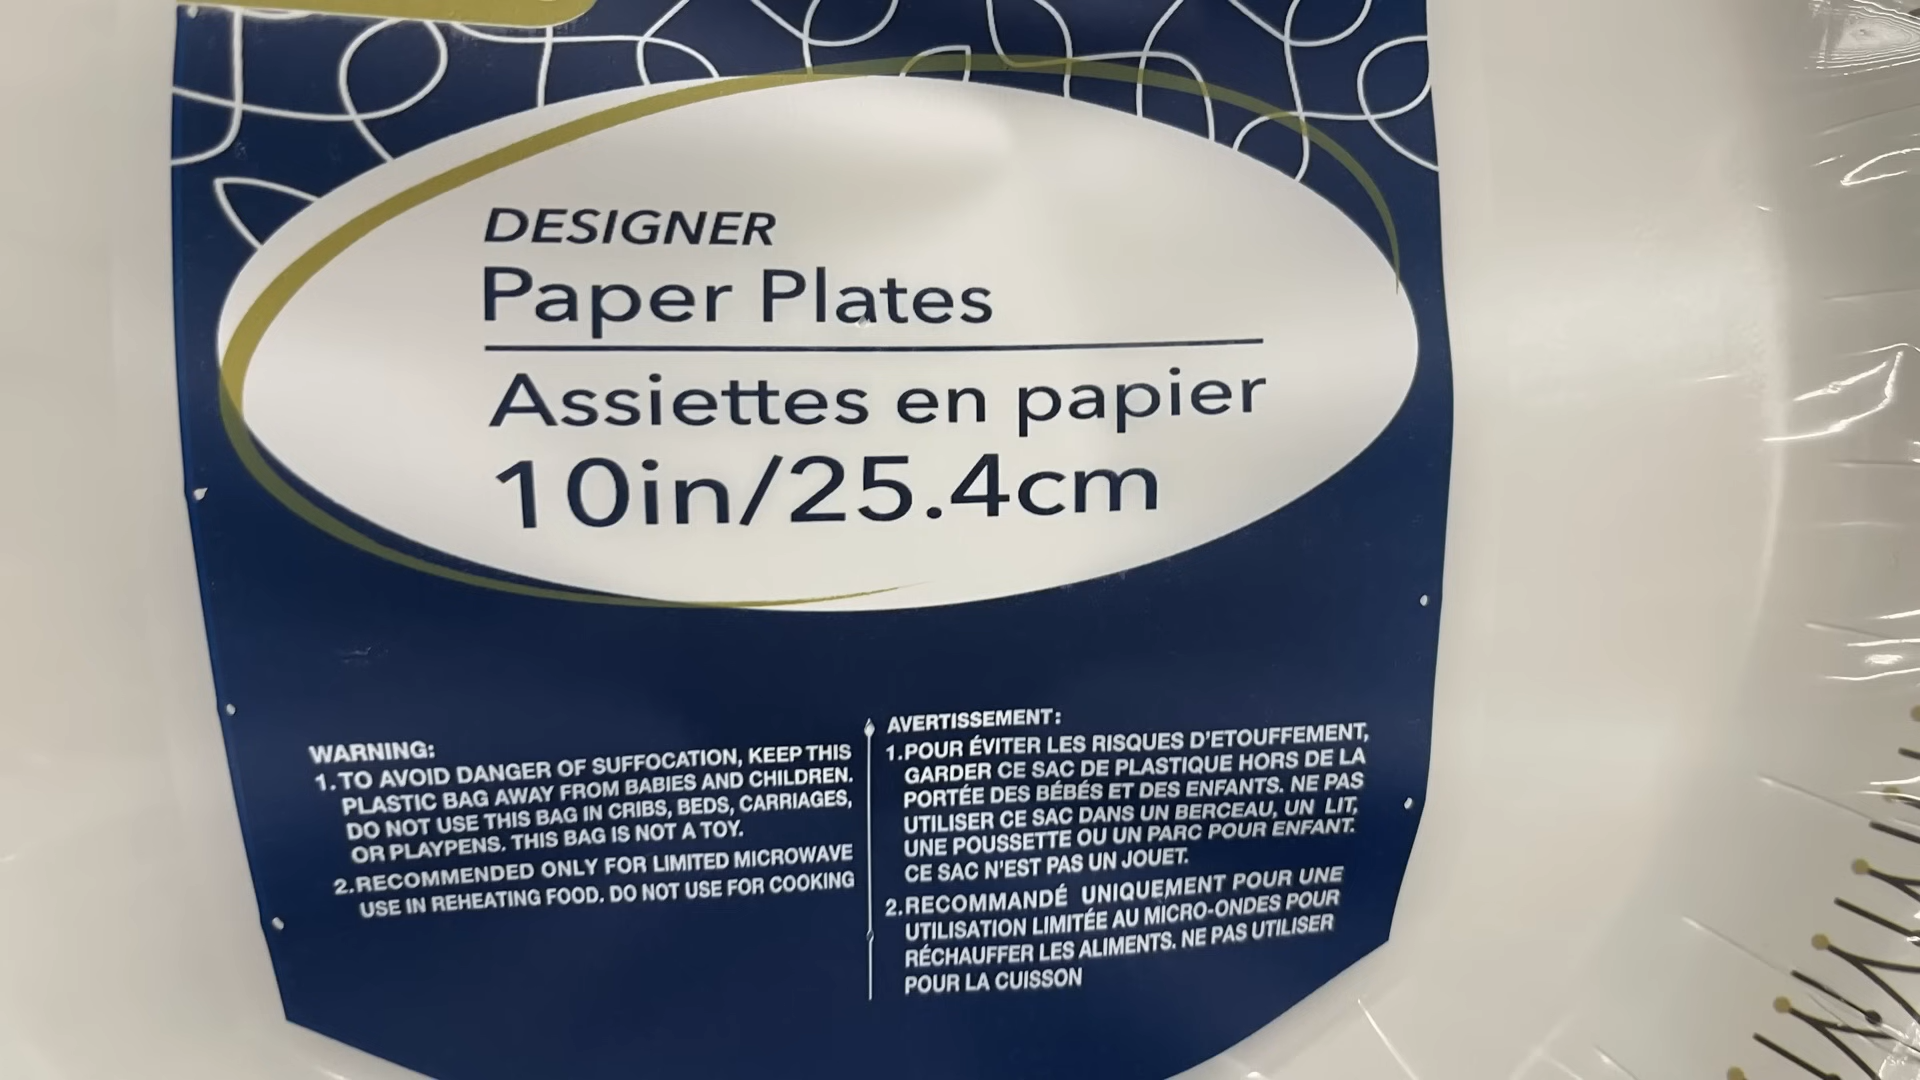 DESIGNER
Paper Plates
Assiettes en papier
10in/25.4cm
WARNING:
1.TO AVOID DANGER OF SUFFOCATION, KEEP THIS
PLASTIC BAG AWAY FROM BABIES AND CHILDREN.
DO NOT USE THIS BAG IN CRIBS, BEDS, CARRIAGES,
OR PLAYPENS. THIS BAG IS NOT A TOY.
2.RECOMMENDED ONLY FOR LIMITED MICROWAVE
USE IN REHEATING FOOD. DO NOT USE FOR COOKING
AVERTISSEMENT:
1.POUR ÉVITER LES RISQUES D'ETOUFFEMENT,
GARDER CE SAC DE PLASTIQUE HORS DE LA
PORTÉE DES BÉBÉS ET DES ENFANTS. NE PAS
UTILISER CE SAC DANS UN BERCEAU, UN LIT,
UNE POUSSETTE OU UN PARC POUR ENFANT.
CE SAC N'EST PAS UN JOUET.
2.RECOMMANDÉ UNIQUEMENT POUR UNE
UTILISATION LIMITÉE AU MICRO-ONDES POUR
RÉCHAUFFER LES ALIMENTS. NE PAS UTILISER
POUR LA CUISSON